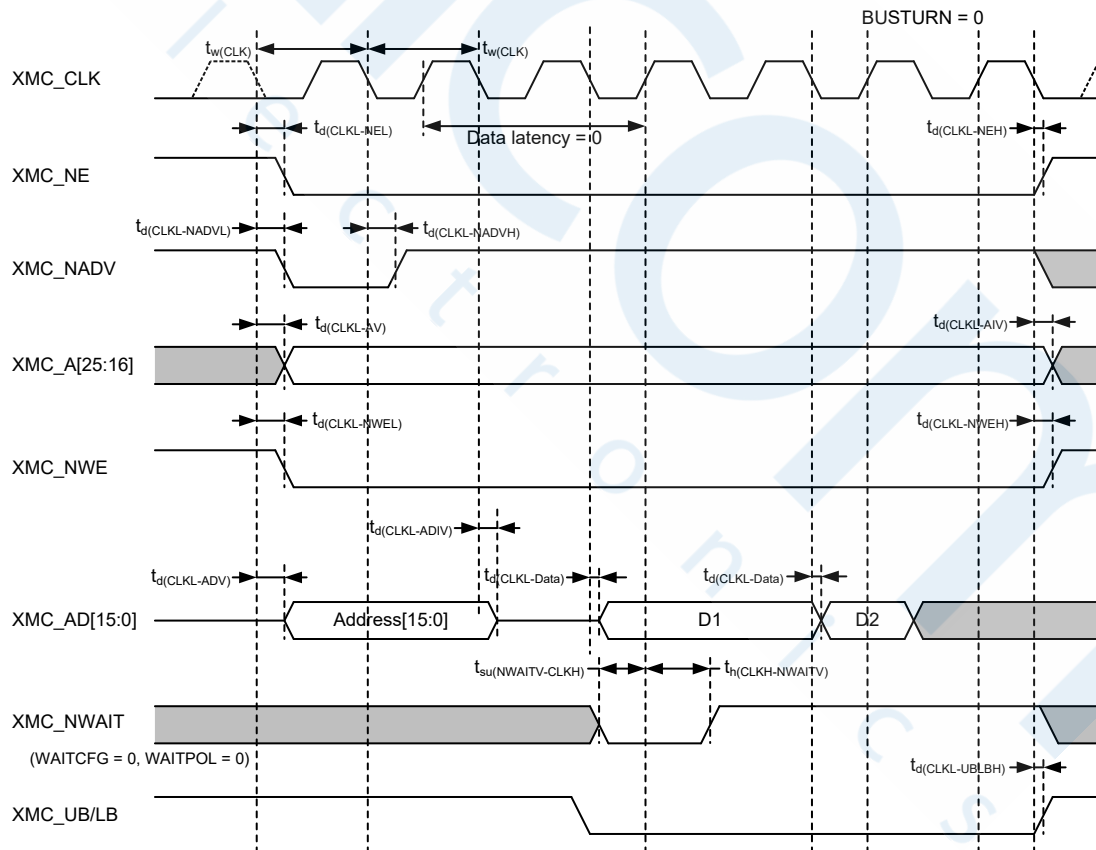 BUSTURN = 0
tw(CLK) tw(CLK)
XMC_CLK
td(CLKL-NEL) Data latency = 0 td(CLKL-NEH)
XMC_NE
td(CLKL-NADVL) td(CLKL-NADVH)
XMC_NADV
td(CLKL-AV) td(CLKL-AIV)
XMC_A[25:16]
td(CLKL-NWEL) td(CLKL-NWEH)
XMC_NWE
td(CLKL-ADIV)
td(CLKL-ADV) td(CLKL-Data) td(CLKL-Data)
XMC_AD[15:0] Address[15:0] D1 D2
tsu(NWAITV-CLKH) th(CLKH-NWAITV)
XMC_NWAIT
(WAITCFG = 0, WAITPOL = 0)
td(CLKL-UBLBH)
XMC_UB/LB